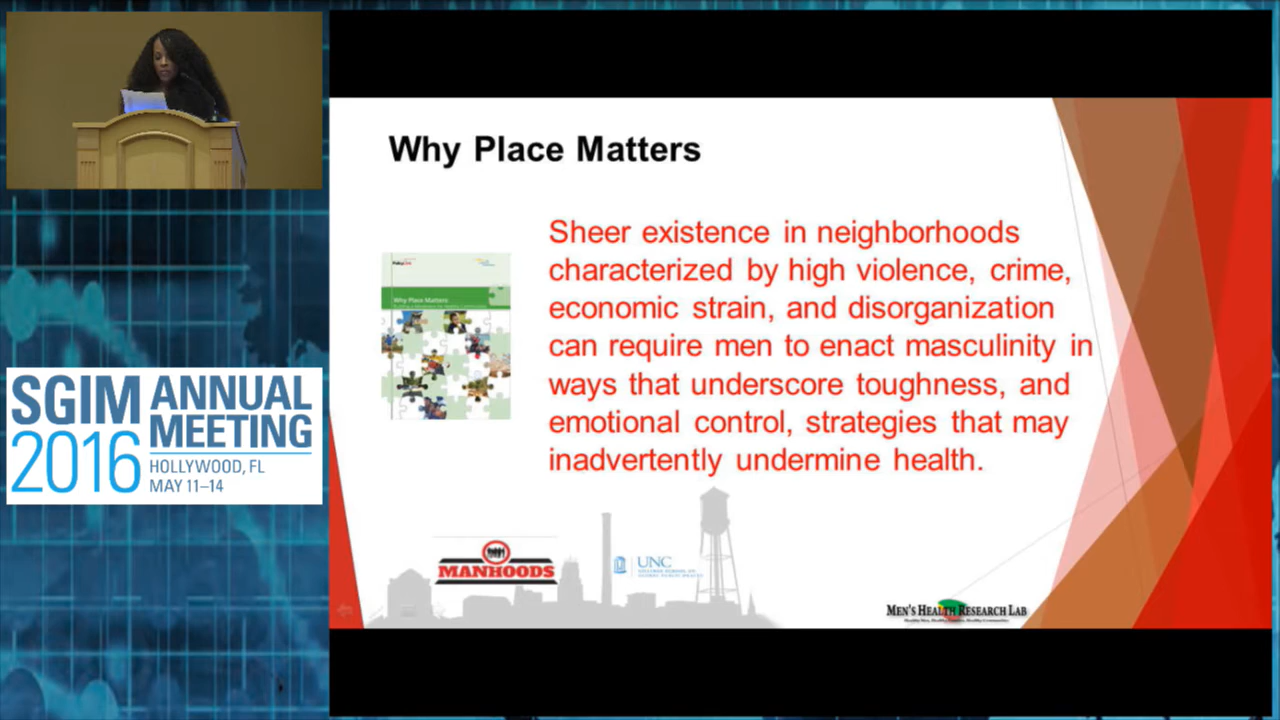 Why Place Matters
Sheer existence in neighborhoods
characterized by high violence, crime,
economic strain, and disorganization
can require men to enact masculinity in
ways that underscore toughness, and
emotional control, strategies that may
inadvertently undermine health.
Why Place Matters
SGIM ANNUAL
2016 MEETING
HOLLYWOOD, FL
MAY 11–14
MANHOODS
UNC
MEN'S HEALTH RESEARCH LAB